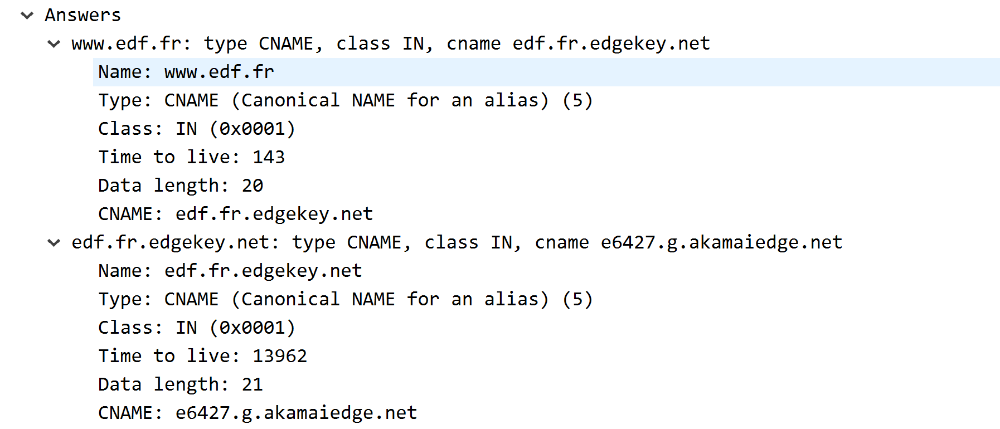 Answers
www.edf.fr: type CNAME, class IN, cname edf.fr.edgekey.net
Name: www.edf.fr
Type: CNAME (Canonical NAME for an alias) (5)
Class: IN (0x0001)
Time to live: 143
Data length: 20
CNAME: edf.fr.edgekey.net
edf.fr.edgekey.net: type CNAME, class IN, cname e6427.g.akamaiedge.net
Name: edf.fr.edgekey.net
Type: CNAME (Canonical NAME for an alias) (5)
Class: IN (0x0001)
Time to live: 13962
Data length: 21
CNAME: e6427.g.akamaiedge.net